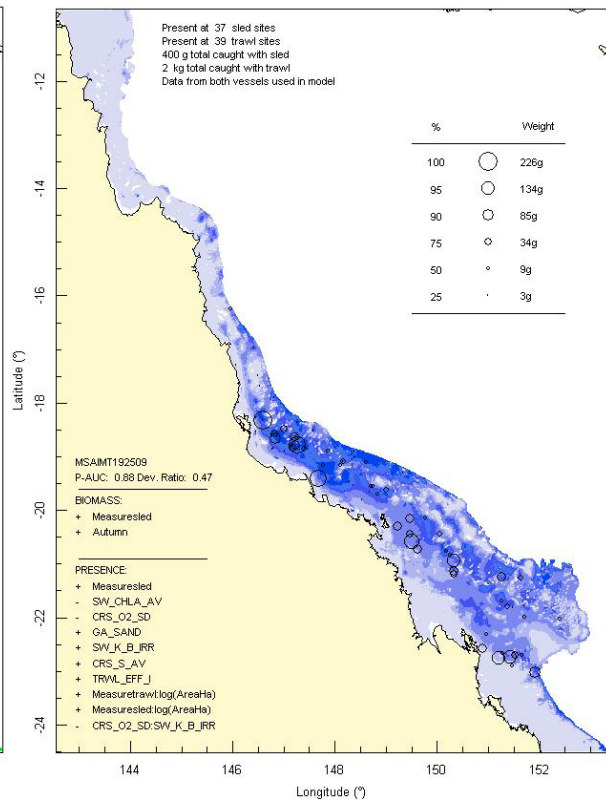 Present at 37 sled sites
Present at 39 trawl sites
400 g total caught with sled
2 kg total caught with trawl
Data from both vessels used in model
% Weight
100 226g
95 134g
90 85g
75 34g
50 9g
25 3g
-12
-14
-16
-18
-20
-22
-24
Latitude (°)
MSAIMT192509
P-AUC: 0.88 Dev. Ratio: 0.47
BIOMASS:
+ Measuresled
+ Autumn
PRESENCE:
+ Measuresled
- SW_CHLA_AV
- CRS_O2_SD
+ GA_SAND
+ SW_K_B_IRR
+ CRS_S_AV
+ TRWL_EFF_I
+ Measuretrawl:log(AreaHa)
+ Measuresled:log(AreaHa)
- CRS_O2_SD:SW_K_B_IRR
144 146 148 150 152
Longitude (°)